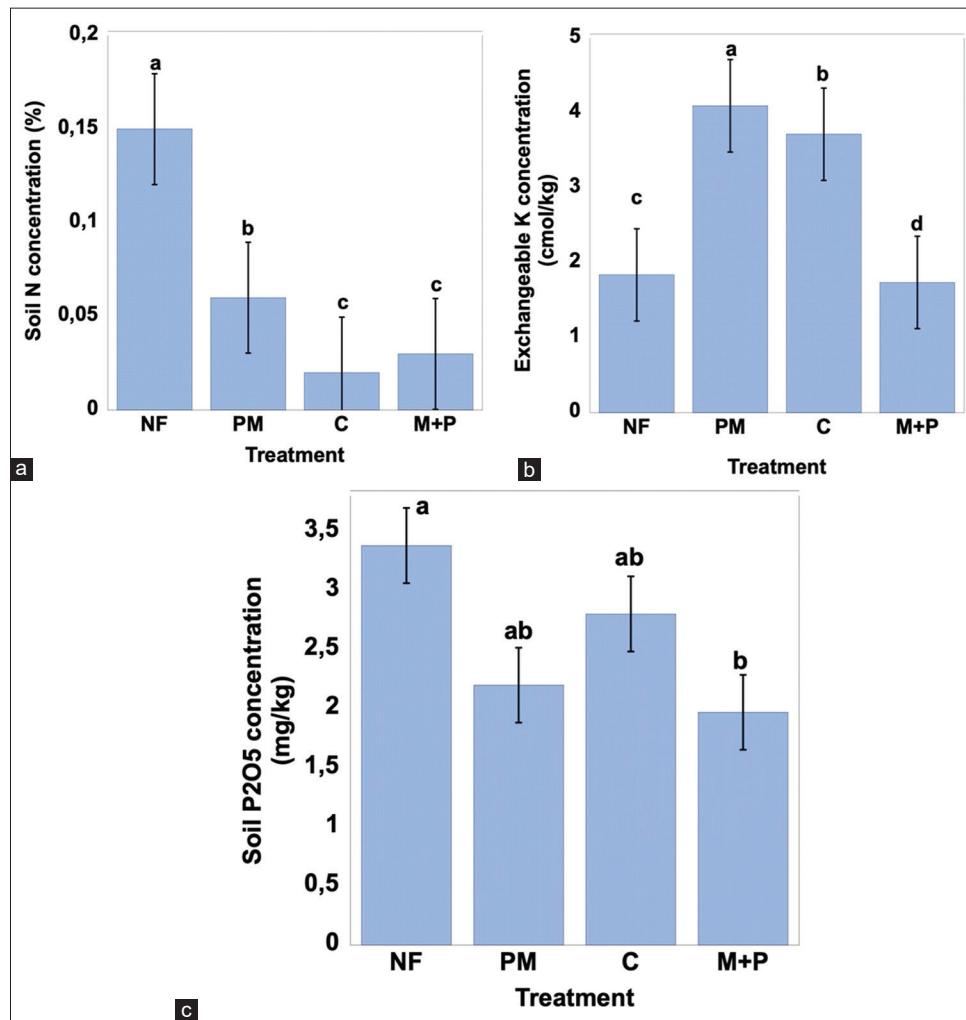 0,2
0,15
0,1
0,05
0
Soil N concentration (%)
a
b
c
c
NF PM C M+P
Treatment
a
5
4
3
2
1
0
Exchangeable K concentration
(cmol/kg)
c
a
b
d
NF PM C M+P
Treatment
b
3,5
3
2,5
2
1,5
1
0,5
0
Soil P2O5 concentration
(mg/kg)
a
ab
ab
b
NF PM C M+P
Treatment
c